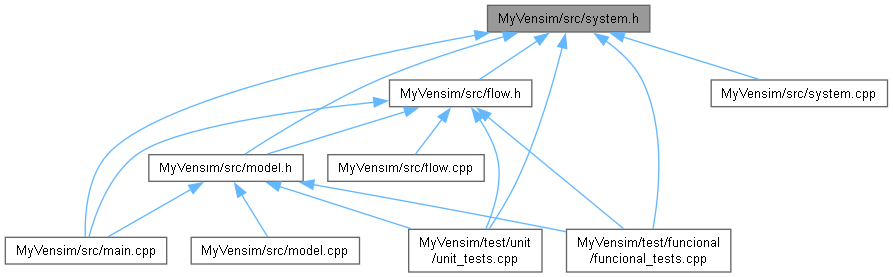 MyVensim/src/system.h
MyVensim/src/flow.h
MyVensim/src/system.cpp
MyVensim/src/model.h
MyVensim/src/flow.cpp
MyVensim/src/main.cpp
MyVensim/src/model.cpp
MyVensim/test/unit
/unit_tests.cpp
MyVensim/test/funcional
/funcional_tests.cpp